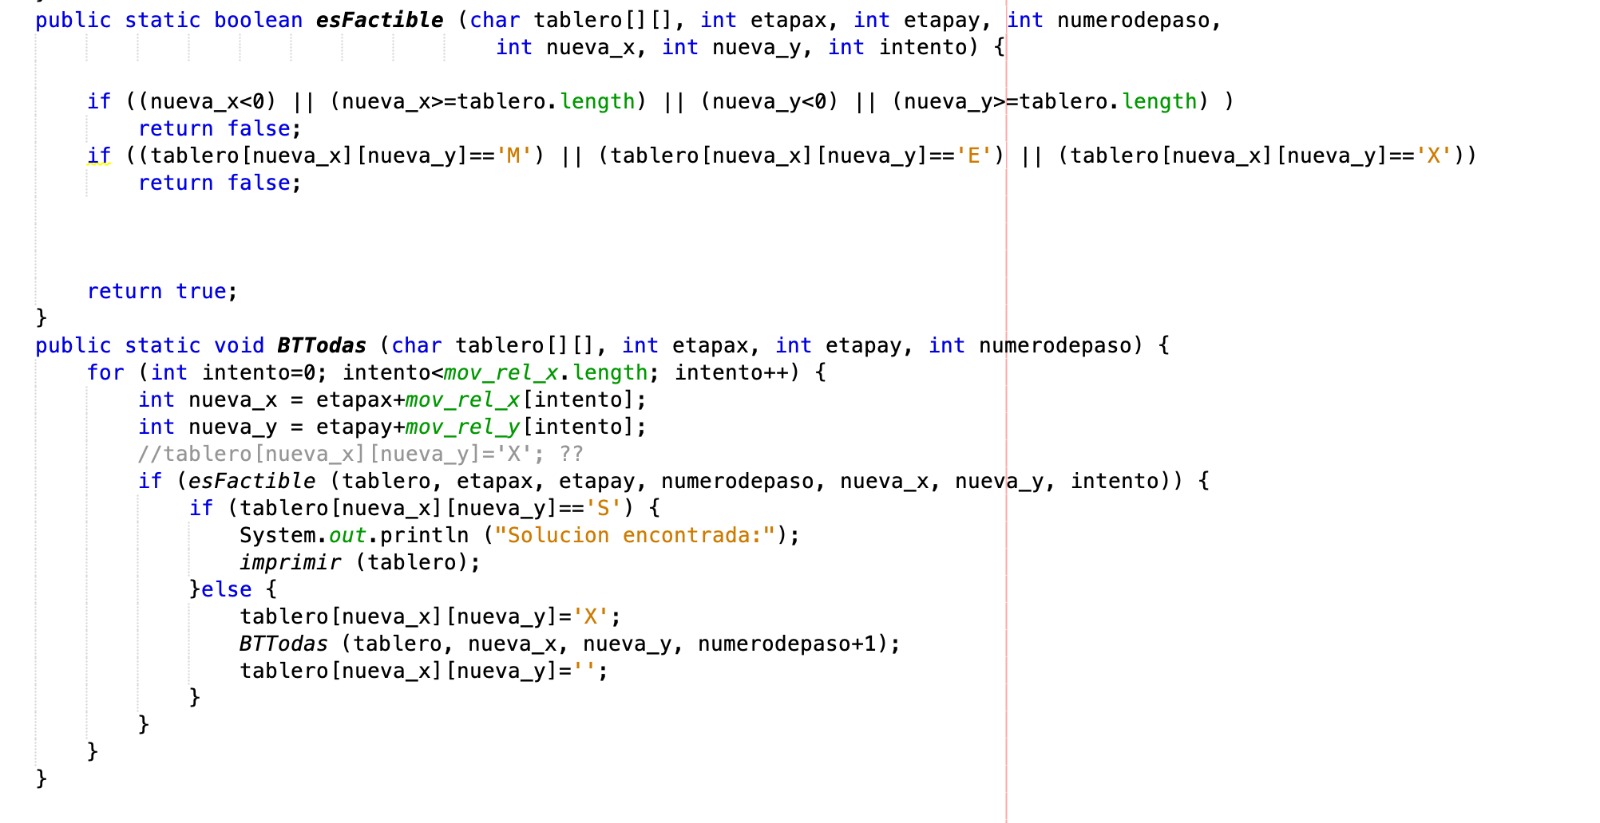 public static boolean esFactible (char tablero[][], int etapax, int etapay, int numerodepaso,
int nueva_x, int nueva_y, int intento) {
if ((nueva_x<0) || (nueva_x>=tablero.length) || (nueva_y<0) || (nueva_y>=tablero.length) )
return false;
if ((tablero[nueva_x][nueva_y]=='M') || (tablero[nueva_x][nueva_y]=='E') || (tablero[nueva_x][nueva_y]=='X'))
return false;
return true;
}
public static void BTTodas (char tablero[][], int etapax, int etapay, int numerodepaso) {
for (int intento=0; intento<mov_rel_x.length; intento++) {
int nueva_x = etapax+mov_rel_x[intento];
int nueva_y = etapay+mov_rel_y[intento];
//tablero[nueva_x][nueva_y]='X'; ??
if (esFactible (tablero, etapax, etapay, numerodepaso, nueva_x, nueva_y, intento)) {
if (tablero[nueva_x][nueva_y]=='S') {
System.out.println ("Solucion encontrada:");
imprimir (tablero);
}else {
tablero[nueva_x][nueva_y]='X';
BTTodas (tablero, nueva_x, nueva_y, numerodepaso+1);
tablero[nueva_x][nueva_y]='';
}
}
}
}